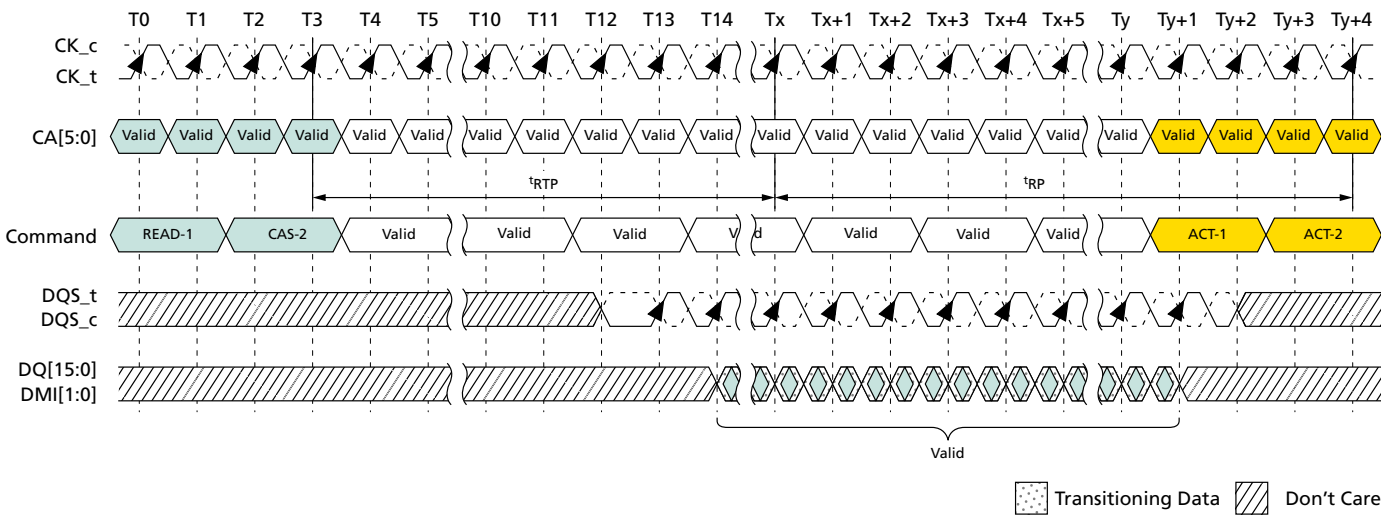 T0 T1 T2 T3 T4 T5 T10 T11 T12 T13 T14 Tx Tx+1 Tx+2 Tx+3 Tx+4 Tx+5 Ty Ty+1 Ty+2 Ty+3 Ty+4
CK_c
CK_t
CA[5:0] Valid Valid Valid Valid Valid Valid Valid Valid Valid Valid Valid Valid Valid Valid Valid Valid Valid Valid Valid Valid Valid Valid
tRTP tRP
Command READ-1 CAS-2 Valid Valid Valid V d Valid Valid Valid ACT-1 ACT-2
DQS_t
DQS_c
DQ[15:0]
DMI[1:0]
Valid
Transitioning Data Don't Care